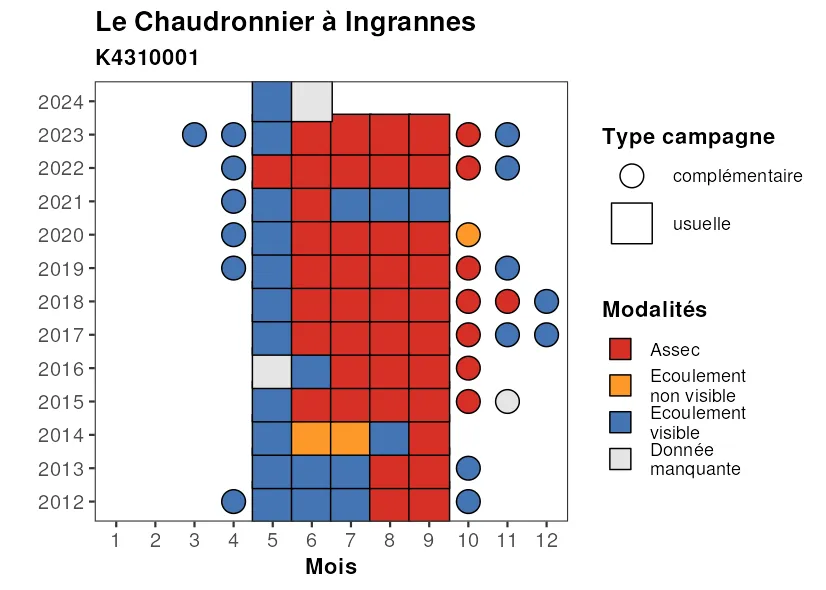 Le Chaudronnier à Ingrannes
K4310001
2024
2023
2022
2021
2020
2019
2018
2017
2016
2015
2014
2013
2012
1 2 3 4 5 6 7 8 9 10 11 12
Mois
Type campagne
complémentaire
usuelle
Modalités
Assec
Ecoulement
non visible
Ecoulement
visible
Donnée
manquante